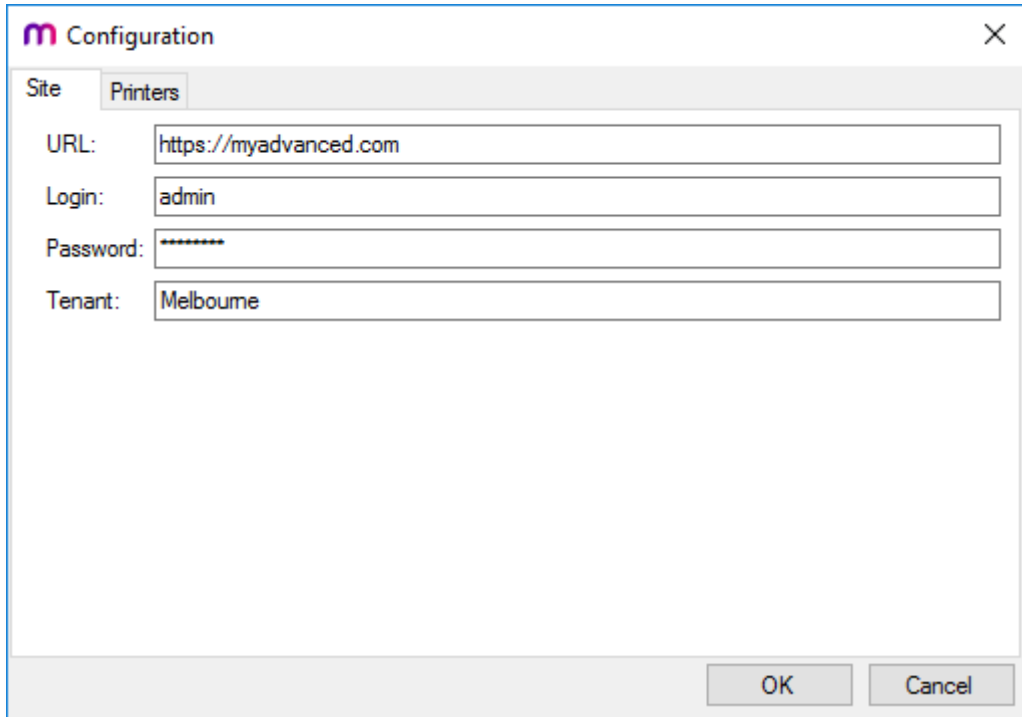 Configuration
Site Printers
URL: https://myadvanced.com
Login: admin
Password: ********
Tenant: Melbourne
OK Cancel